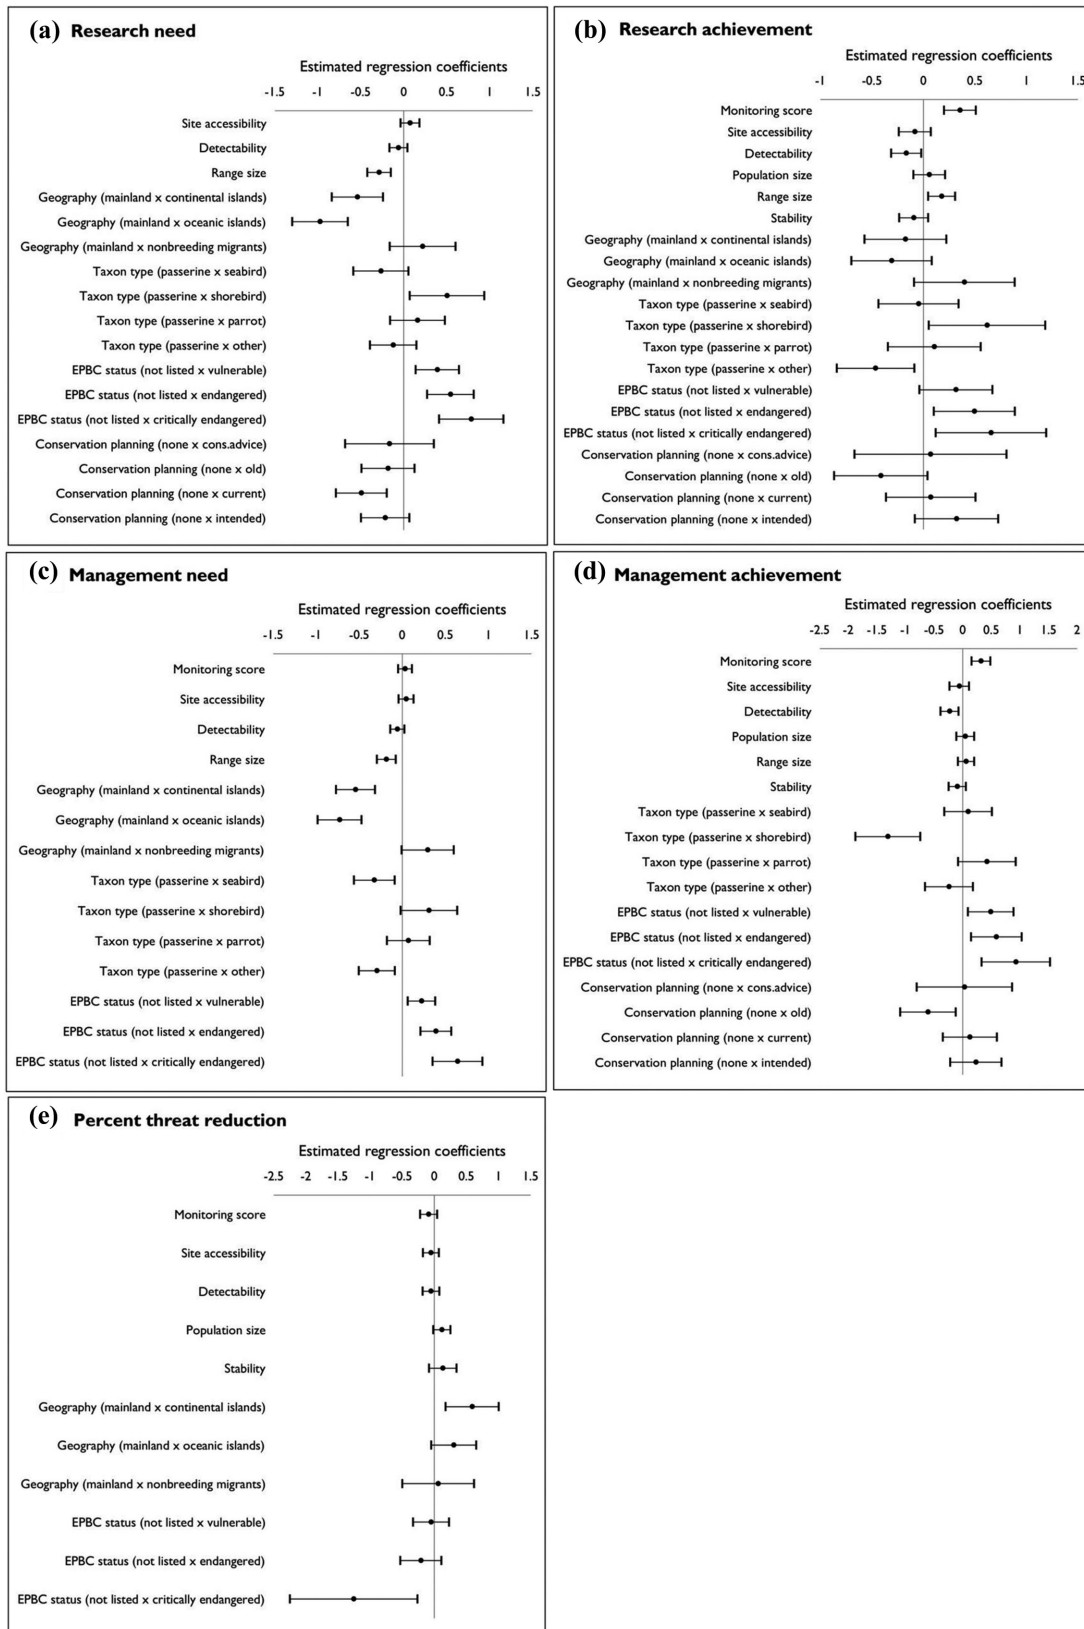 (a) Research need
Estimated regression coefficients
-1.5 -1 -0.5 0 0.5 1 1.5
Site accessibility
Detectability
Range size
Geography (mainland x continental islands)
Geography (mainland x oceanic islands)
Geography (mainland x nonbreeding migrants)
Taxon type (passerine x seabird)
Taxon type (passerine x shorebird)
Taxon type (passerine x parrot)
Taxon type (passerine x other)
EPBC status (not listed x vulnerable)
EPBC status (not listed x endangered)
EPBC status (not listed x critically endangered)
Conservation planning (none x cons.advice)
Conservation planning (none x old)
Conservation planning (none x current)
Conservation planning (none x intended)
(b) Research achievement
Estimated regression coefficients
-1 -0.5 0 0.5 1 1.5
Monitoring score
Site accessibility
Detectability
Population size
Range size
Stability
Geography (mainland x continental islands)
Geography (mainland x oceanic islands)
Geography (mainland x nonbreeding migrants)
Taxon type (passerine x seabird)
Taxon type (passerine x shorebird)
Taxon type (passerine x parrot)
Taxon type (passerine x other)
EPBC status (not listed x vulnerable)
EPBC status (not listed x endangered)
EPBC status (not listed x critically endangered)
Conservation planning (none x cons.advice)
Conservation planning (none x old)
Conservation planning (none x current)
Conservation planning (none x intended)
(c) Management need
Estimated regression coefficients
-1.5 -1 -0.5 0 0.5 1 1.5
Monitoring score
Site accessibility
Detectability
Range size
Geography (mainland x continental islands)
Geography (mainland x oceanic islands)
Geography (mainland x nonbreeding migrants)
Taxon type (passerine x seabird)
Taxon type (passerine x shorebird)
Taxon type (passerine x parrot)
Taxon type (passerine x other)
EPBC status (not listed x vulnerable)
EPBC status (not listed x endangered)
EPBC status (not listed x critically endangered)
(d) Management achievement
Estimated regression coefficients
-2.5 -2 -1.5 -1 -0.5 0 0.5 1 1.5 2
Monitoring score
Site accessibility
Detectability
Population size
Range size
Stability
Taxon type (passerine x seabird)
Taxon type (passerine x shorebird)
Taxon type (passerine x parrot)
Taxon type (passerine x other)
EPBC status (not listed x vulnerable)
EPBC status (not listed x endangered)
EPBC status (not listed x critically endangered)
Conservation planning (none x cons.advice)
Conservation planning (none x old)
Conservation planning (none x current)
Conservation planning (none x intended)
(e) Percent threat reduction
Estimated regression coefficients
-2.5 -2 -1.5 -1 -0.5 0 0.5 1 1.5
Monitoring score
Site accessibility
Detectability
Population size
Stability
Geography (mainland x continental islands)
Geography (mainland x oceanic islands)
Geography (mainland x nonbreeding migrants)
EPBC status (not listed x vulnerable)
EPBC status (not listed x endangered)
EPBC status (not listed x critically endangered)